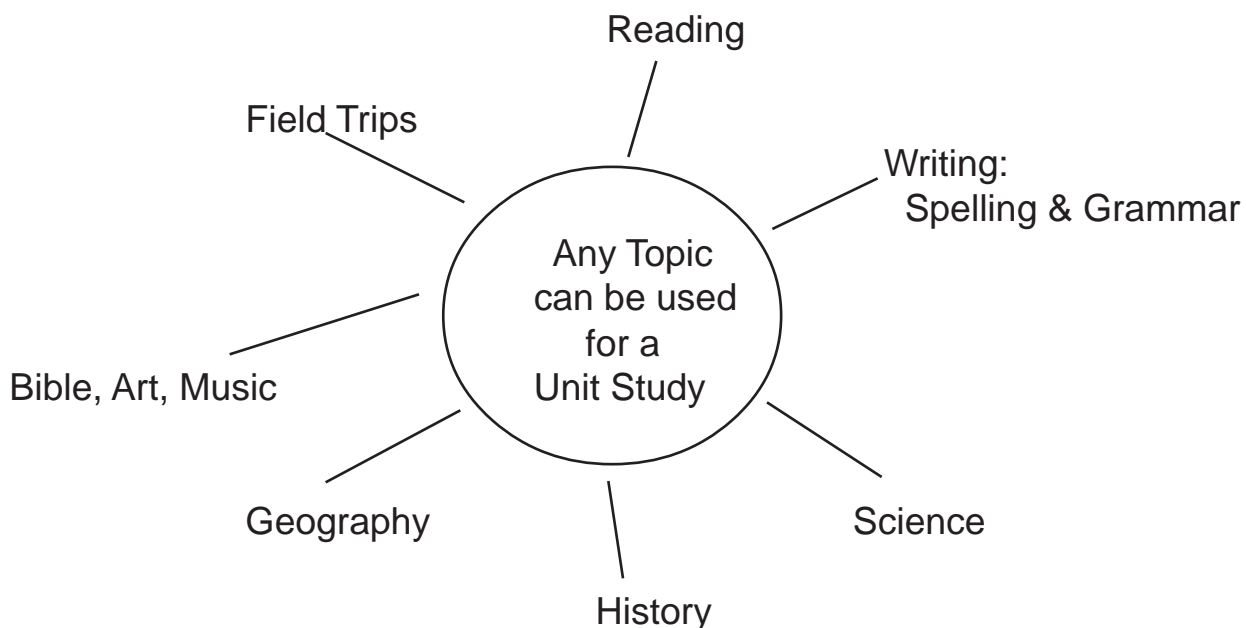 Reading
Field Trips
Writing:
Spelling & Grammar
Any Topic
can be used
for a
Unit Study
Bible, Art, Music
Geography
Science
History